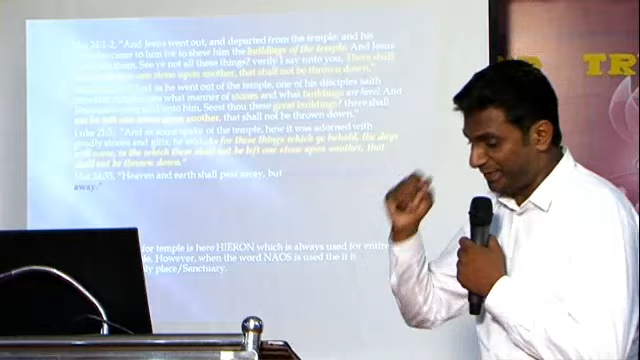 24:1-2, "And Jesus went out, and departed from the temple: and his
came to him for to shew him the buildings of the temple. And Jesus
them, See ye not all these things? verily I say unto you, There shall
one stone upon another, that shall not be thrown down."
as he went out of the temple, one of his disciples saith
what manner of stones and what buildings are here! And
said unto him, Seest thou these great buildings? there shall
not be left one stone upon another, that shall not be thrown down."
Luke 21:5, "And as some spake of the temple, how it was adorned with
goodly stones and gifts, he said, As for these things which ye behold, the days
will come, in the which there shall not be left one stone upon another, that
shall not be thrown down."
Mat 24:35, "Heaven and earth shall pass away, but
away."
for temple is here HIERON which is always used for entire
However, when the word NAOS is used the it is
place/Sanctuary.
TR